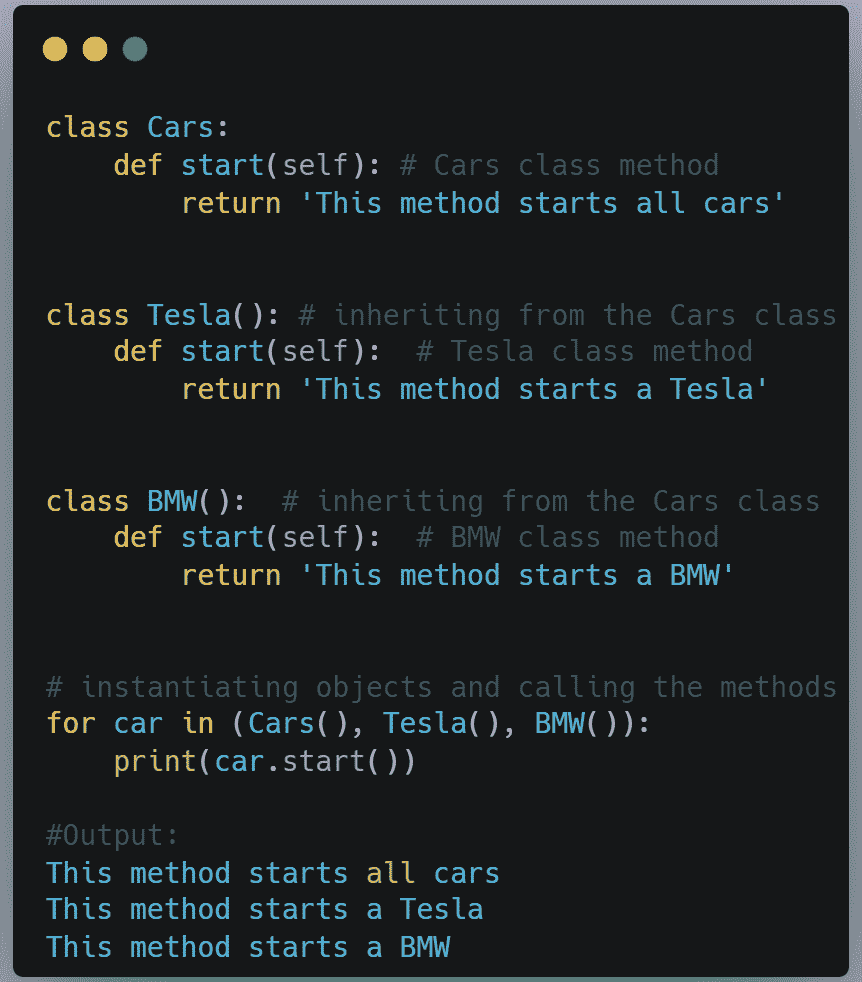 class Cars:
    def start(self): # Cars class method
        return 'This method starts all cars'
class Tesla(): # inheriting from the Cars class
    def start(self):  # Tesla class method
        return 'This method starts a Tesla'
class BMW():  # inheriting from the Cars class
    def start(self):  # BMW class method
        return 'This method starts a BMW'
# instantiating objects and calling the methods
for car in (Cars(), Tesla(), BMW()):
    print(car.start())
#Output:
This method starts all cars
This method starts a Tesla
This method starts a BMW